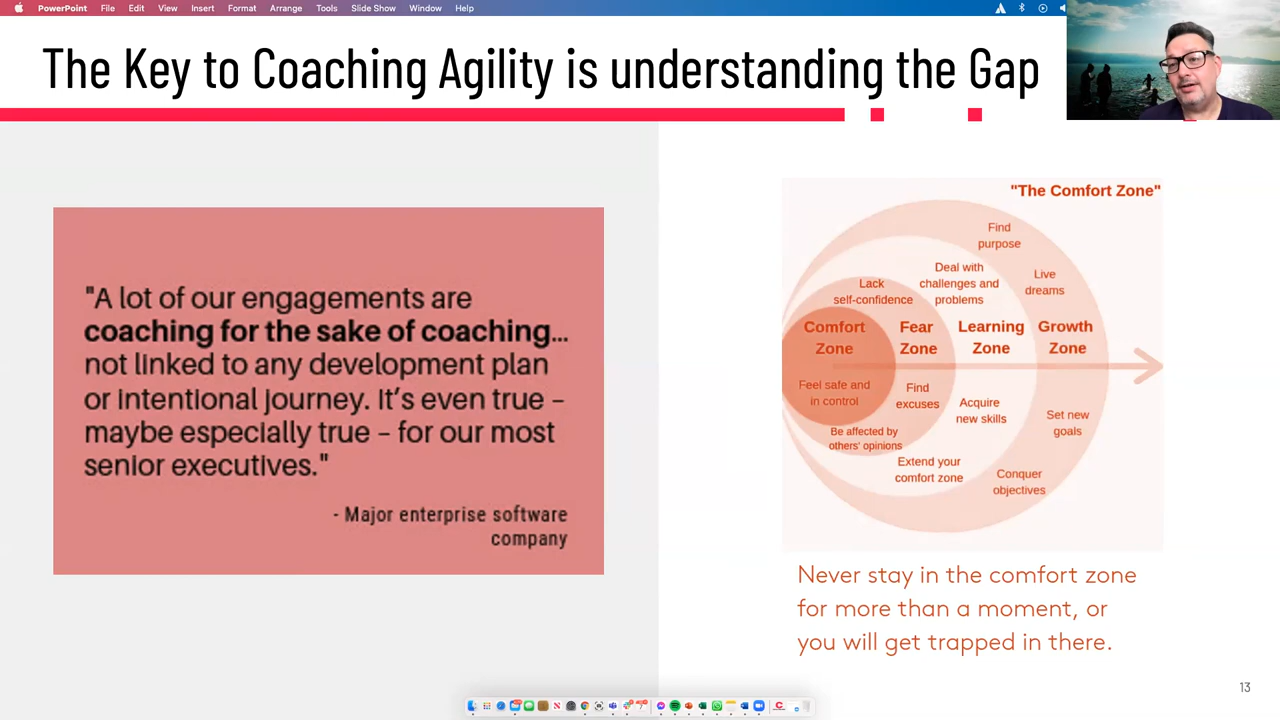 PowerPoint File Edit View Insert Format Arrange Tools Slide Show Window Help
The Key to Coaching Agility is understanding the Gap
"A lot of our engagements are
coaching for the sake of coaching...
not linked to any development plan
or intentional journey. It's even true –
maybe especially true – for our most
senior executives."
- Major enterprise software
company
"The Comfort Zone"
Find
purpose
Deal with
challenges and
problems
Live
dreams
Lack
self-confidence
Comfort
Zone
Fear
Zone
Learning
Zone
Growth
Zone
Feel safe and
in control
Find
excuses
Acquire
new skills
Set new
goals
Be affected by
others' opinions
Extend your
comfort zone
Conquer
objectives
Never stay in the comfort zone
for more than a moment, or
you will get trapped in there.
13